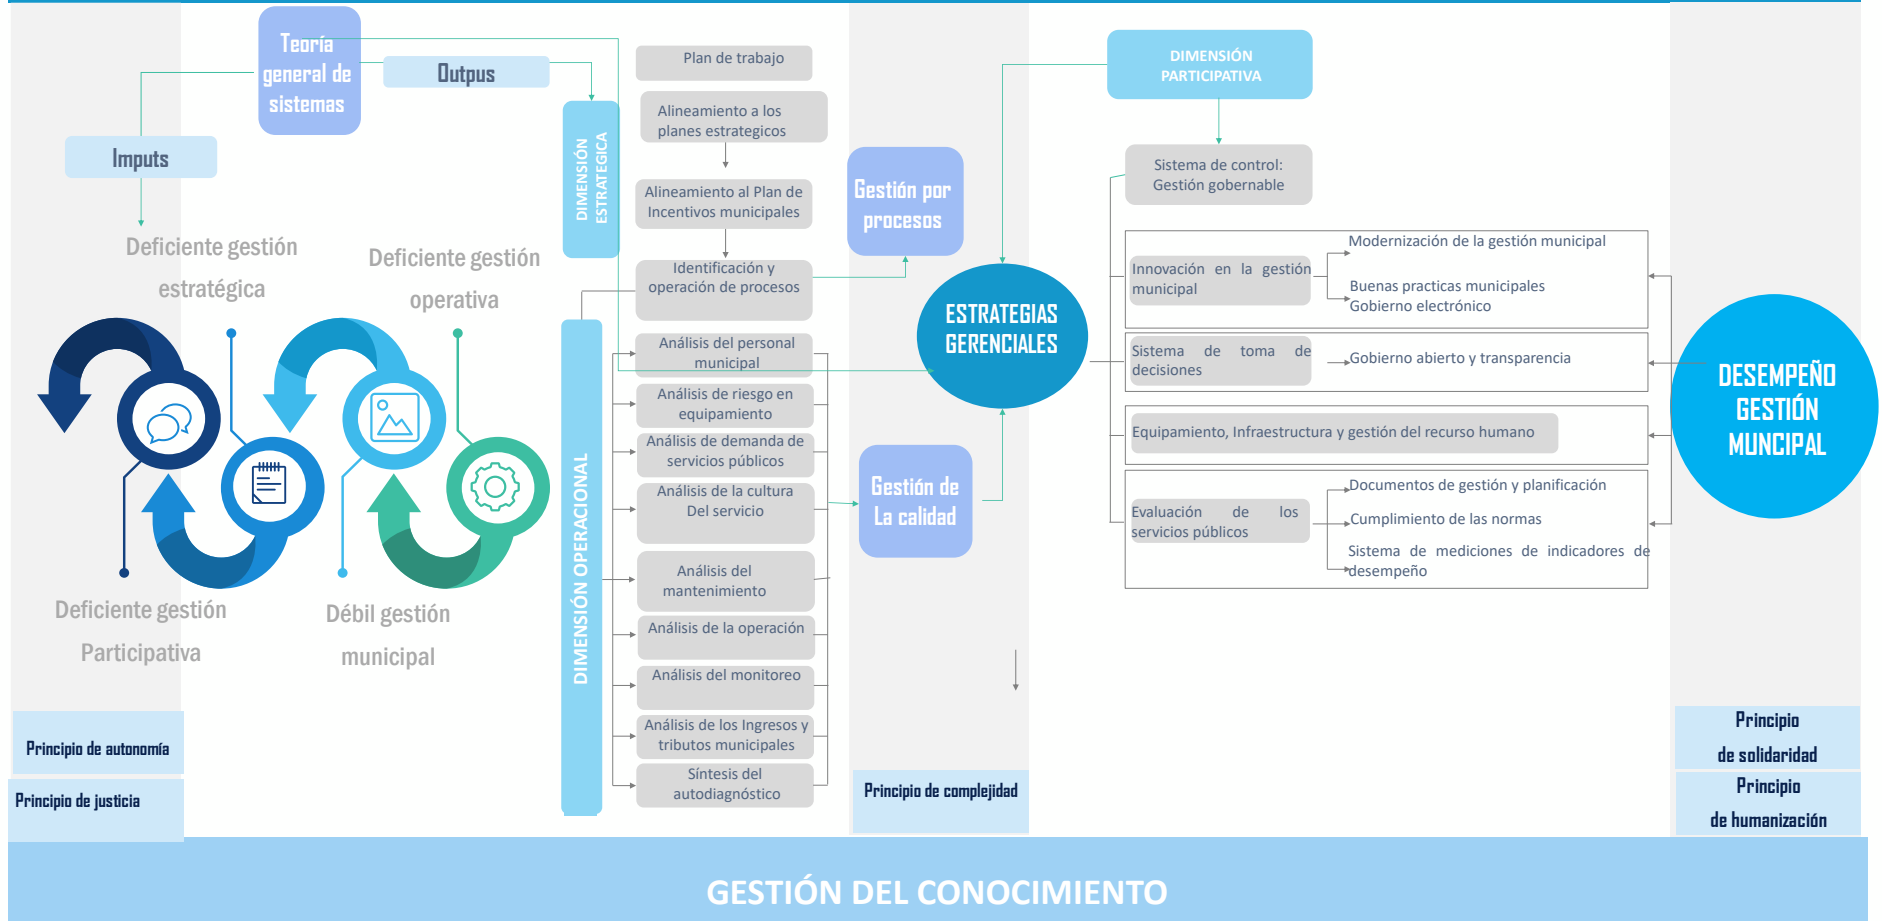 Teoría
general de
sistemas
Outpus
Imputs
Deficiente gestión
estratégica
Deficiente gestión
operativa
Deficiente gestión
Participativa
Débil gestión
municipal
Principio de autonomía
Principio de justicia
DIMENSIÓN
ESTRATEGICA
DIMENSIÓN OPERACIONAL
Plan de trabajo
Alineamiento a los
planes estrategicos
Alineamiento al Plan de
Incentivos municipales
Identificación y
operación de procesos
Análisis del personal
municipal
Análisis de riesgo en
equipamiento
Análisis de demanda de
servicios públicos
Análisis de la cultura
Del servicio
Análisis del
mantenimiento
Análisis de la operación
Análisis del monitoreo
Análisis de los Ingresos y
tributos municipales
Síntesis del
autodiagnóstico
Gestión por
procesos
Gestión de
La calidad
Principio de complejidad
ESTRATEGIAS
GERENCIALES
DIMENSIÓN
PARTICIPATIVA
Sistema de control:
Gestión gobernable
Innovación en la gestión
municipal
Modernización de la gestión municipal
Buenas practicas municipales
Gobierno electrónico
Sistema de toma de
decisiones
Gobierno abierto y transparencia
Equipamiento, Infraestructura y gestión del recurso humano
Evaluación de los
servicios públicos
Documentos de gestión y planificación
Cumplimiento de las normas
Sistema de mediciones de indicadores de
desempeño
DESEMPEÑO
GESTIÓN
MUNCIPAL
Principio
de solidaridad
Principio
de humanización
GESTIÓN DEL CONOCIMIENTO